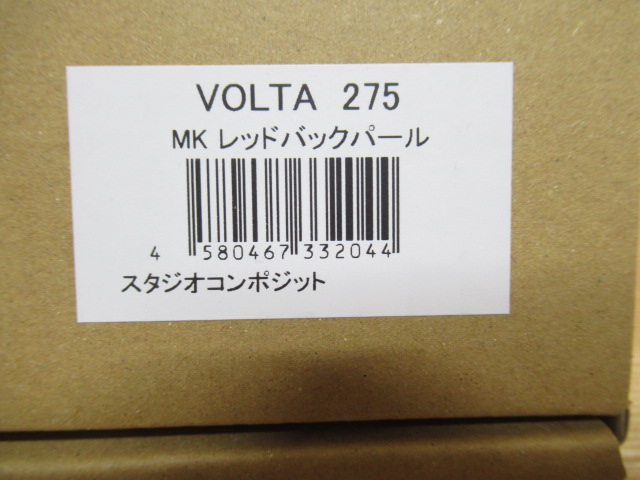 VOLTA 275
MK レッドバックパール
4 580467 332044
スタジオコンポジット